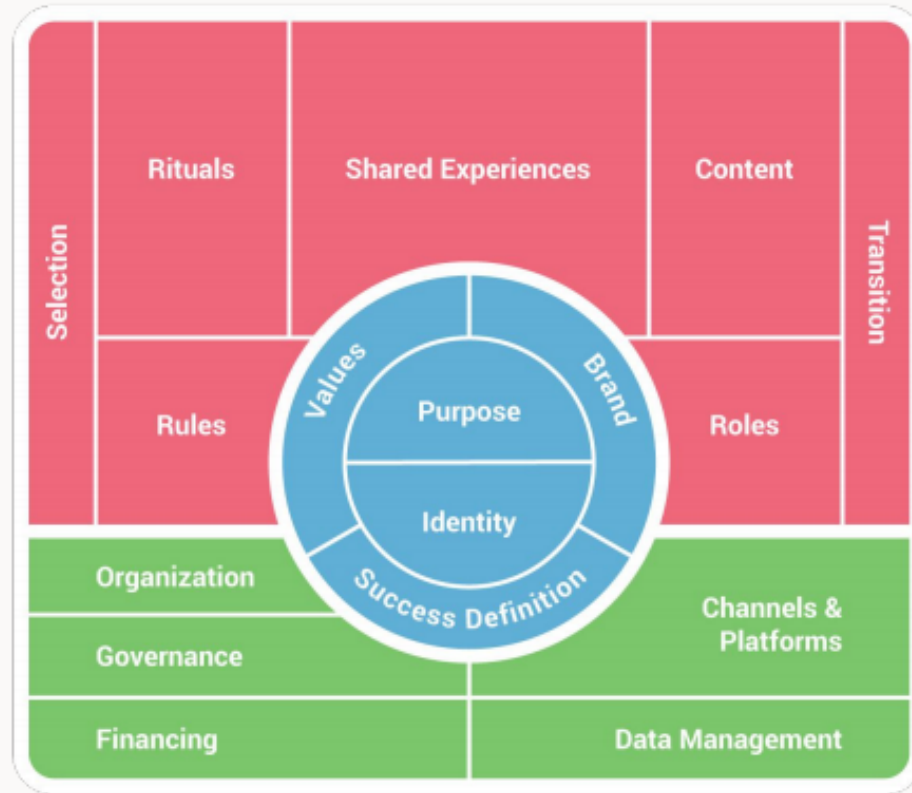 Selection
Rituals
Shared Experiences
Content
Transition
Rules
Values
Brand
Roles
Purpose
Identity
Success Definition
Organization
Governance
Financing
Channels &
Platforms
Data Management